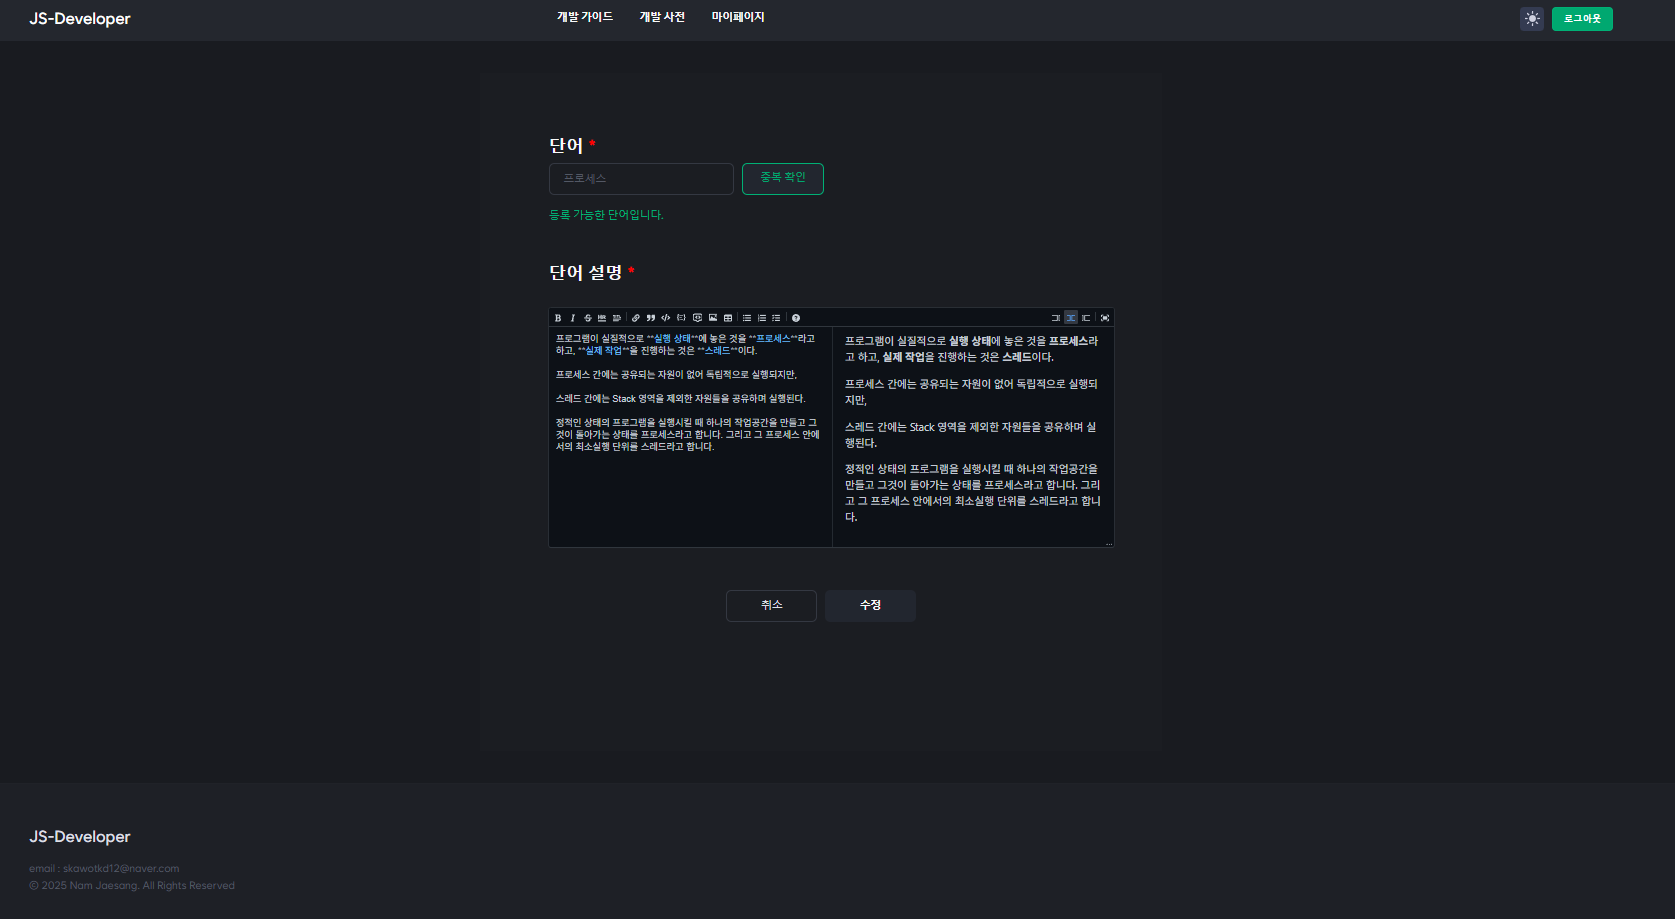 JS-Developer
개발 가이드 개발 사전 마이페이지
로그아웃
단어 *
프로세스
중복 확인
등록 가능한 단어입니다.
단어 설명 *
프로그램이 실질적으로 **실행 상태**에 놓은 것을 **프로세스**라고
하고, **실제 작업**을 진행하는 것은 **스레드**이다.
프로세스 간에는 공유되는 자원이 없어 독립적으로 실행되지만,
스레드 간에는 Stack 영역을 제외한 자원들을 공유하며 실행된다.
정적인 상태의 프로그램을 실행시킬 때 하나의 작업공간을 만들고 그
것이 돌아가는 상태를 프로세스라고 합니다. 그리고 그 프로세스 안에
서의 최소실행 단위를 스레드라고 합니다.
프로그램이 실질적으로 실행 상태에 놓은 것을 프로세스라
고 하고, 실제 작업을 진행하는 것은 스레드이다.
프로세스 간에는 공유되는 자원이 없어 독립적으로 실행되
지만,
스레드 간에는 Stack 영역을 제외한 자원들을 공유하며 실
행된다.
정적인 상태의 프로그램을 실행시킬 때 하나의 작업공간을
만들고 그것이 돌아가는 상태를 프로세스라고 합니다. 그리
고 그 프로세스 안에서의 최소실행 단위를 스레드라고 합니
다.
취소
수정
JS-Developer
email : skawotkd12@naver.com
© 2025 Nam Jaesang. All Rights Reserved